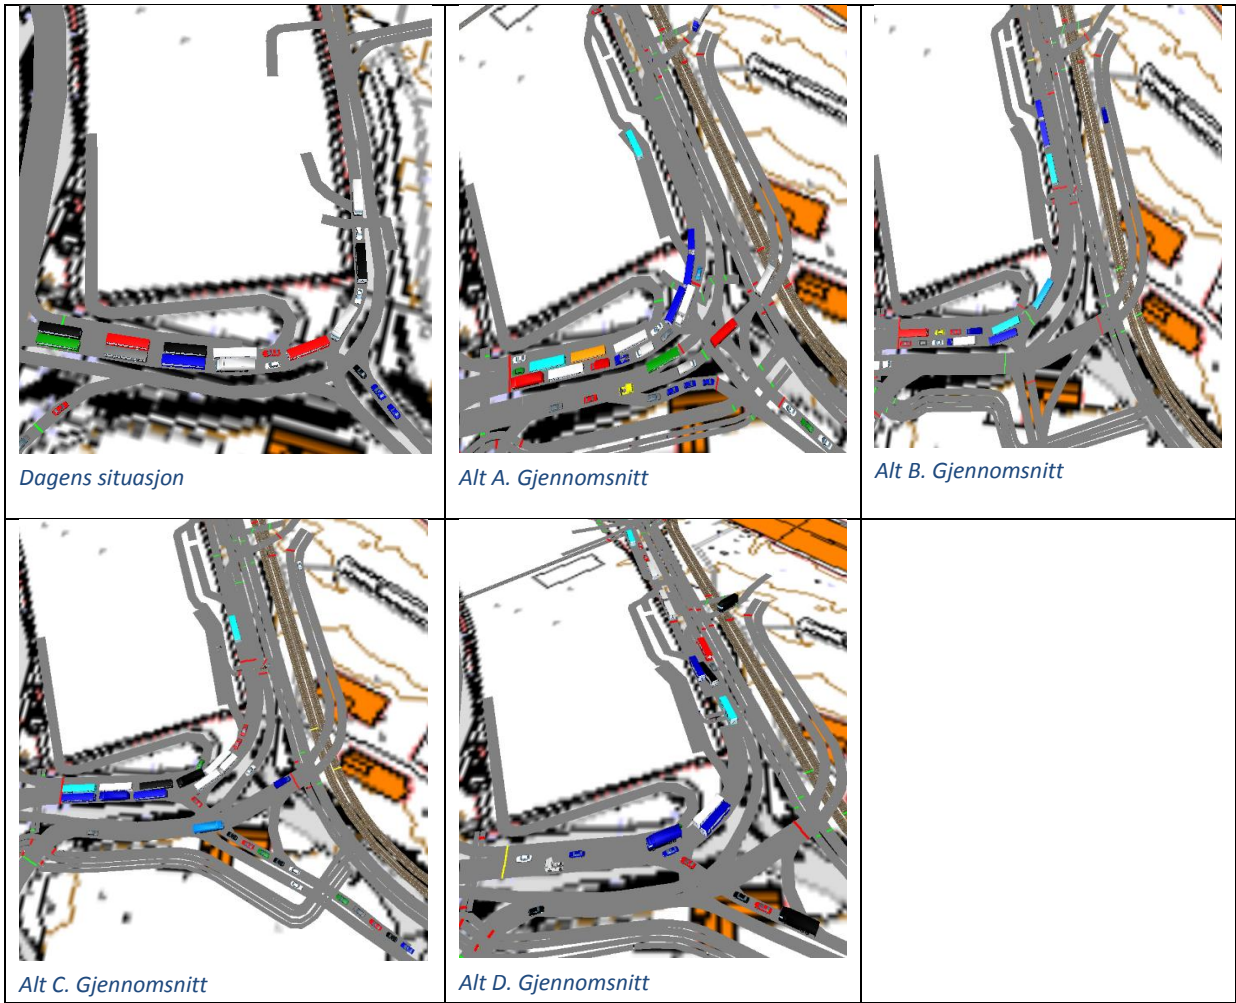 Dagens situasjon
Alt A. Gjennomsnitt
Alt B. Gjennomsnitt
Alt C. Gjennomsnitt
Alt D. Gjennomsnitt